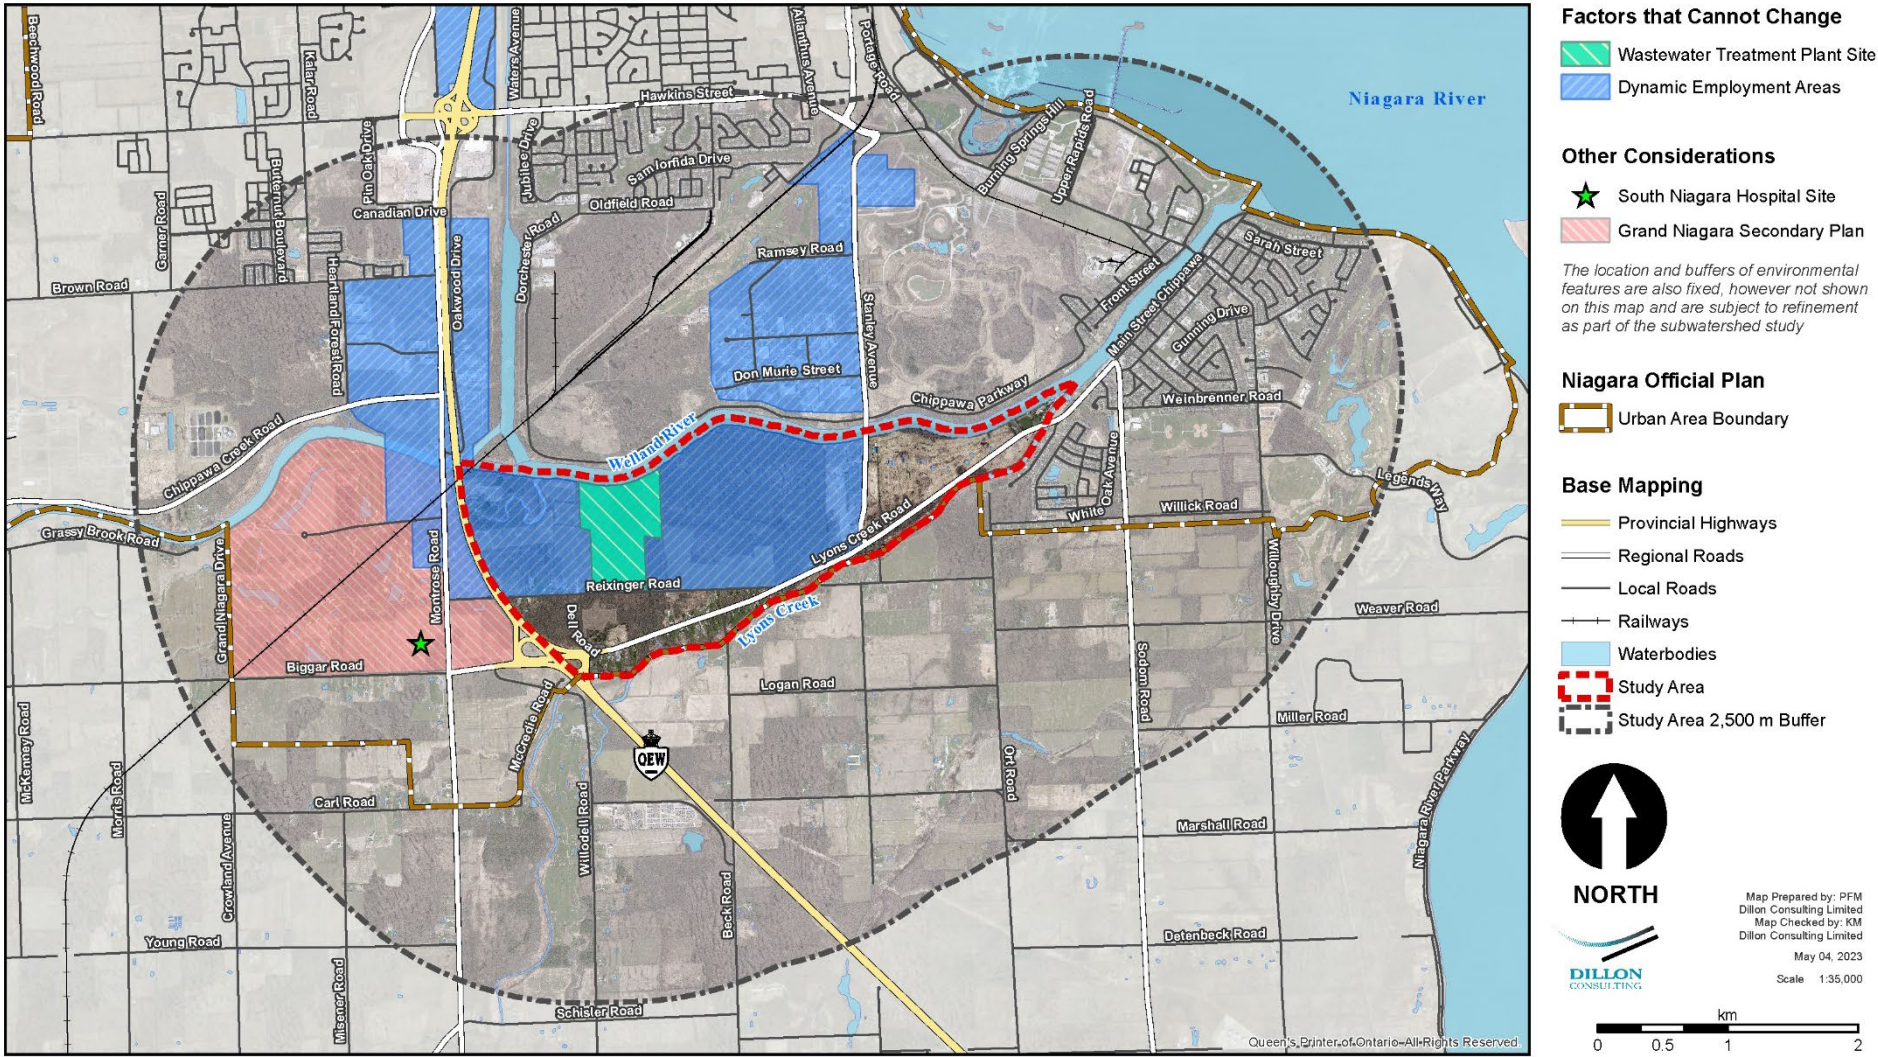 Beechwood Road
Kalar Road
Waters Avenue
Ailanthus Avenue
Portage Road
Hawkins Street
Niagara River
Pin Oak Drive
Jubilee Drive
Sam Iorfida Drive
Burning Springs Hill
Upper Rapids Road
Garner Road
Butternut Boulevard
Canadian Drive
Oldfield Road
Dorchester Road
Oakwood Drive
Ramsey Road
Sarah Street
Brown Road
Heartland Forest Road
Stanley Avenue
Front Street
Main Street Chippawa
Gunning Drive
Don Murie Street
Chippawa Parkway
Weinbrenner Road
Chippawa Creek Road
Welland River
Oak Avenue
White
Legends Way
Willick Road
Grassy Brook Road
Lyons Creek Road
Montrose Road
Grand Niagara Drive
Reixinger Road
Willoughby Drive
Weaver Road
Dell Road
Lyons Creek
Biggar Road
Logan Road
Sodom Road
McCredie Road
Miller Road
McKenney Road
Morris Road
QEW
Ort Road
Niagara River Parkway
Carl Road
Willodell Road
Marshall Road
Crowland Avenue
Beck Road
Young Road
Detenbeck Road
Misener Road
Schisler Road
Queen's Printer of Ontario. All Rights Reserved.
Factors that Cannot Change
Wastewater Treatment Plant Site
Dynamic Employment Areas
Other Considerations
South Niagara Hospital Site
Grand Niagara Secondary Plan
The location and buffers of environmental
features are also fixed, however not shown
on this map and are subject to refinement
as part of the subwatershed study
Niagara Official Plan
Urban Area Boundary
Base Mapping
Provincial Highways
Regional Roads
Local Roads
Railways
Waterbodies
Study Area
Study Area 2,500 m Buffer
NORTH
Map Prepared by: PFM
Dillon Consulting Limited
Map Checked by: KM
Dillon Consulting Limited
May 04, 2023
Scale 1:35,000
DILLON
CONSULTING
km
0 0.5 1 2